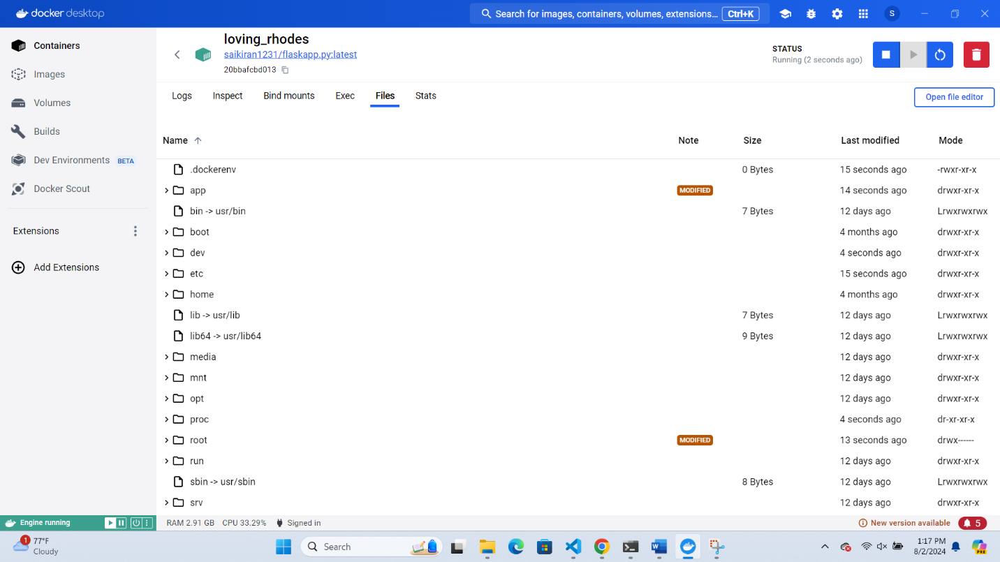 docker desktop
Search for images, containers, volumes, extensions... Ctrl+K
S
Containers
Images
Volumes
Builds
Dev Environments BETA
Docker Scout
Extensions
Add Extensions
loving_rhodes
saikiran1231/flaskapp.py:latest
20bbafcbd013
STATUS
Running (2 seconds ago)
Logs Inspect Bind mounts Exec Files Stats
Open file editor
Name Note Size Last modified Mode
.dockerenv 0 Bytes 15 seconds ago -rwxr-xr-x
app MODIFIED 14 seconds ago drwxr-xr-x
bin -> usr/bin 7 Bytes 12 days ago Lrwxrwxrwx
boot 4 months ago drwxr-xr-x
dev 4 seconds ago drwxr-xr-x
etc 15 seconds ago drwxr-xr-x
home 4 months ago drwxr-xr-x
lib -> usr/lib 7 Bytes 12 days ago Lrwxrwxrwx
lib64 -> usr/lib64 9 Bytes 12 days ago Lrwxrwxrwx
media 12 days ago drwxr-xr-x
mnt 12 days ago drwxr-xr-x
opt 12 days ago drwxr-xr-x
proc 4 seconds ago dr-xr-xr-x
root MODIFIED 13 seconds ago drwx------
run 12 days ago drwxr-xr-x
sbin -> usr/sbin 8 Bytes 12 days ago Lrwxrwxrwx
srv 12 days ago drwxr-xr-x
Engine running
RAM 2.91 GB CPU 33.29% Signed in
New version available 5
1
77°F
Cloudy
Search
W
1:17 PM
8/2/2024
PRE